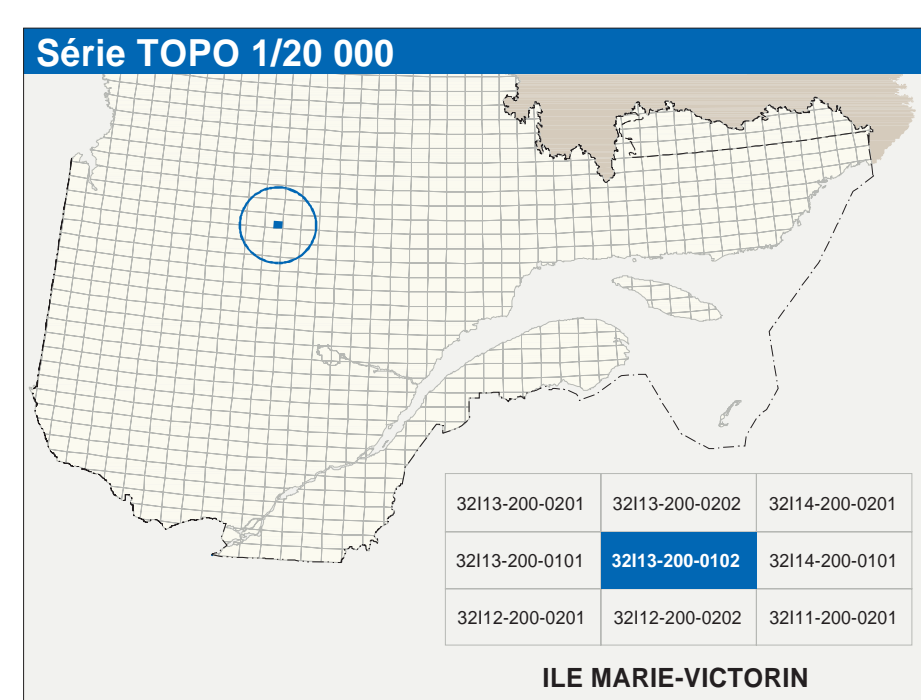 Série TOPO 1/20 000
32I13-200-0201 32I13-200-0202 32I14-200-0201
32I13-200-0101 32I13-200-0102 32I14-200-0101
32I12-200-0201 32I12-200-0202 32I11-200-0201
ILE MARIE-VICTORIN